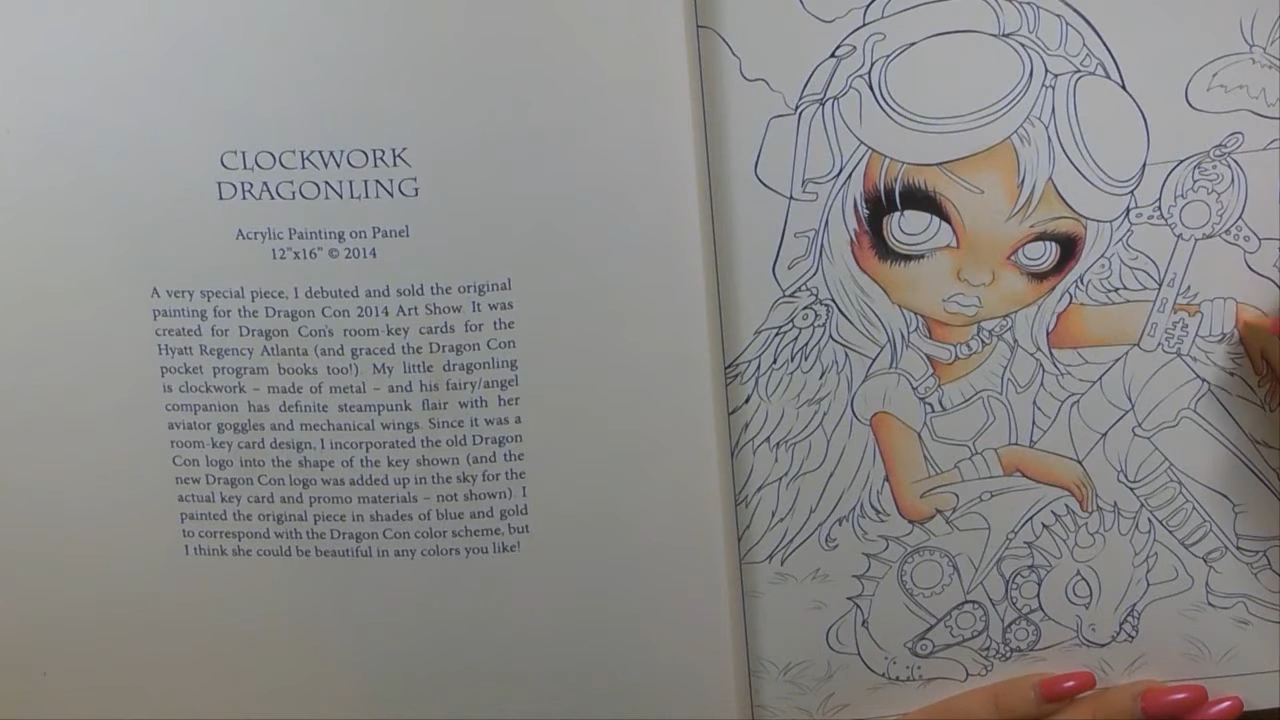 CLOCKWORK
DRAGONLING
Acrylic Painting on Panel
12"x16" © 2014
A very special piece, I debuted and sold the original
painting for the Dragon Con 2014 Art Show. It was
created for Dragon Con's room-key cards for the
Hyatt Regency Atlanta (and graced the Dragon Con
pocket program books too!). My little dragonling
is clockwork – made of metal – and his fairy/angel
companion has definite steampunk flair with her
aviator goggles and mechanical wings. Since it was a
room-key card design, I incorporated the old Dragon
Con logo into the shape of the key shown (and the
new Dragon Con logo was added up in the sky for the
actual key card and promo materials – not shown). I
painted the original piece in shades of blue and gold
to correspond with the Dragon Con color scheme, but
I think she could be beautiful in any colors you like!